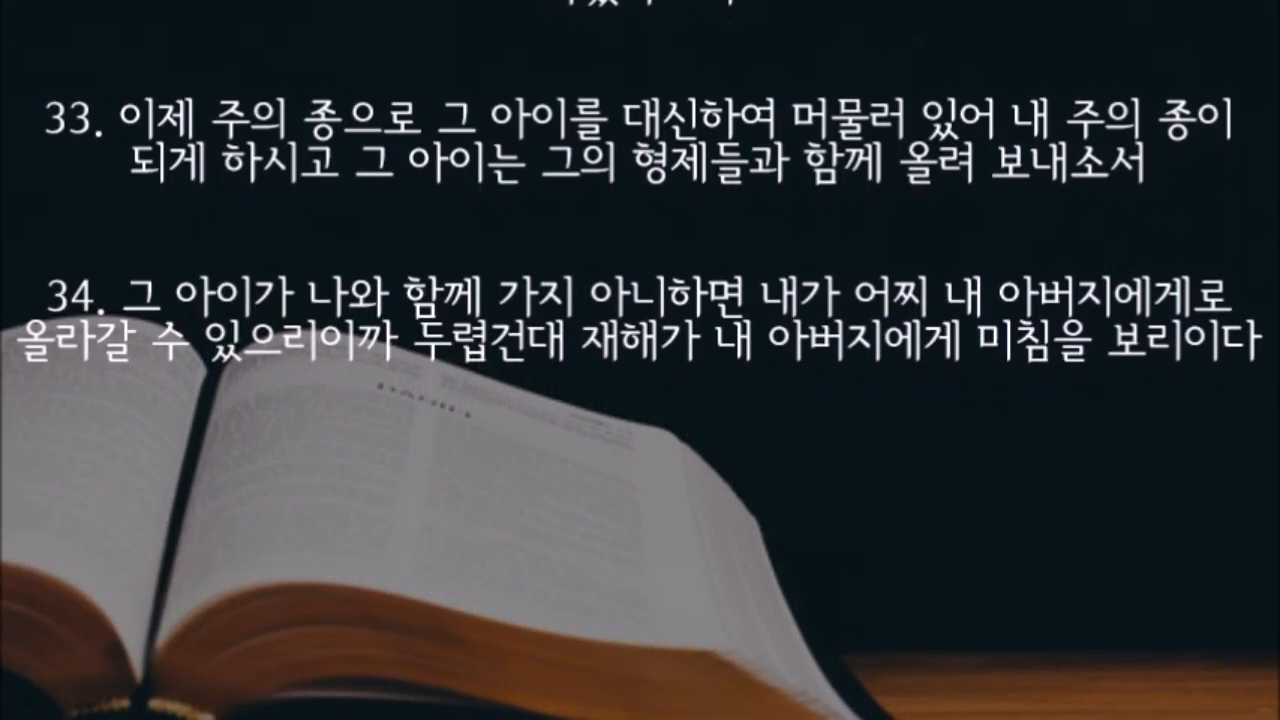 33. 이제 주의 종으로 그 아이를 대신하여 머물러 있어 내 주의 종이
되게 하시고 그 아이는 그의 형제들과 함께 올려 보내소서
34. 그 아이가 나와 함께 가지 아니하면 내가 어찌 내 아버지에게로
올라갈 수 있으리이까 두렵건대 재해가 내 아버지에게 미침을 보리이다